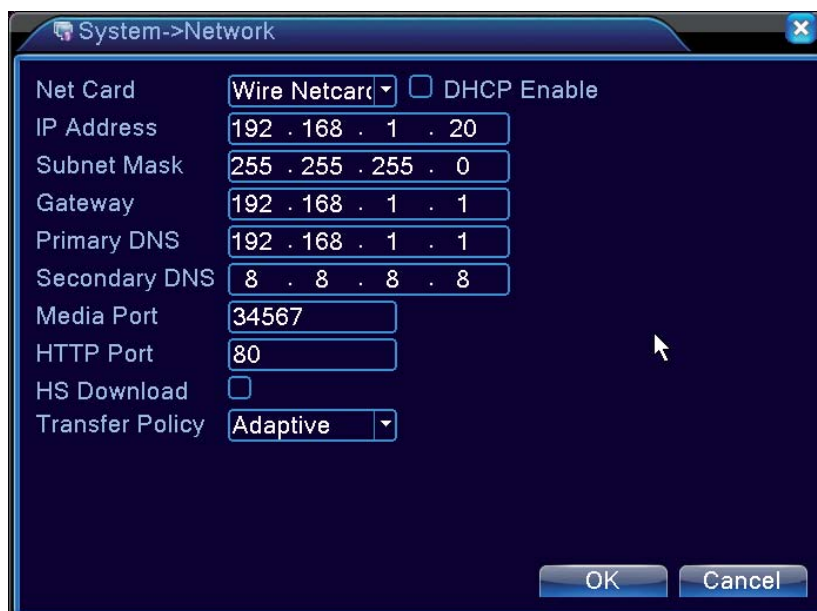 System->Network
Net Card Wire Netcard DHCP Enable
IP Address 192 . 168 . 1 . 20
Subnet Mask 255 . 255 . 255 . 0
Gateway 192 . 168 . 1 . 1
Primary DNS 192 . 168 . 1 . 1
Secondary DNS 8 . 8 . 8 . 8
Media Port 34567
HTTP Port 80
HS Download
Transfer Policy Adaptive
OK Cancel